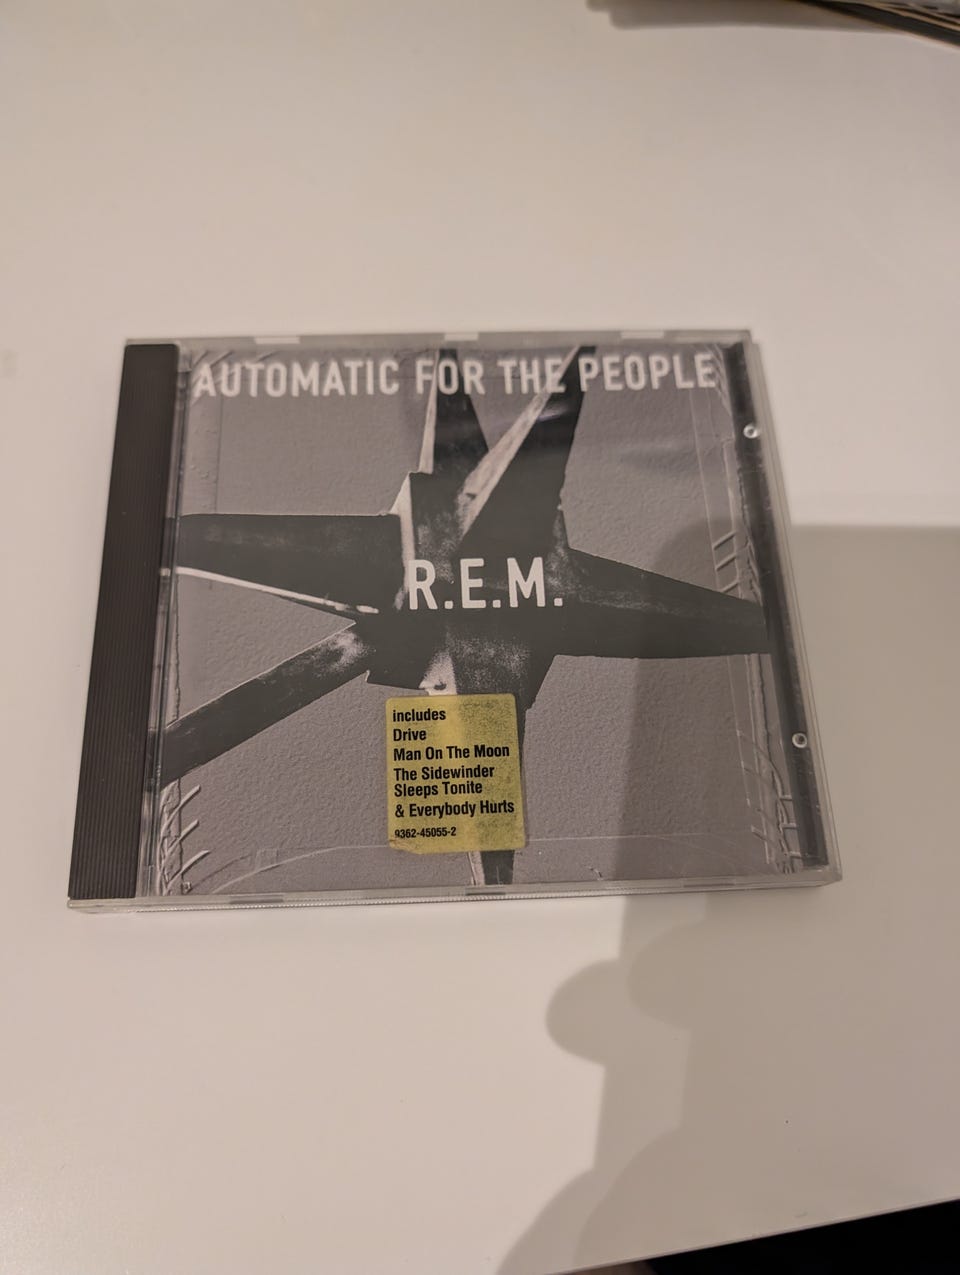 AUTOMATIC FOR THE PEOPLE
R.E.M.
includes
Drive
Man On The Moon
The Sidewinder
Sleeps Tonite
& Everybody Hurts
9362-45055-2